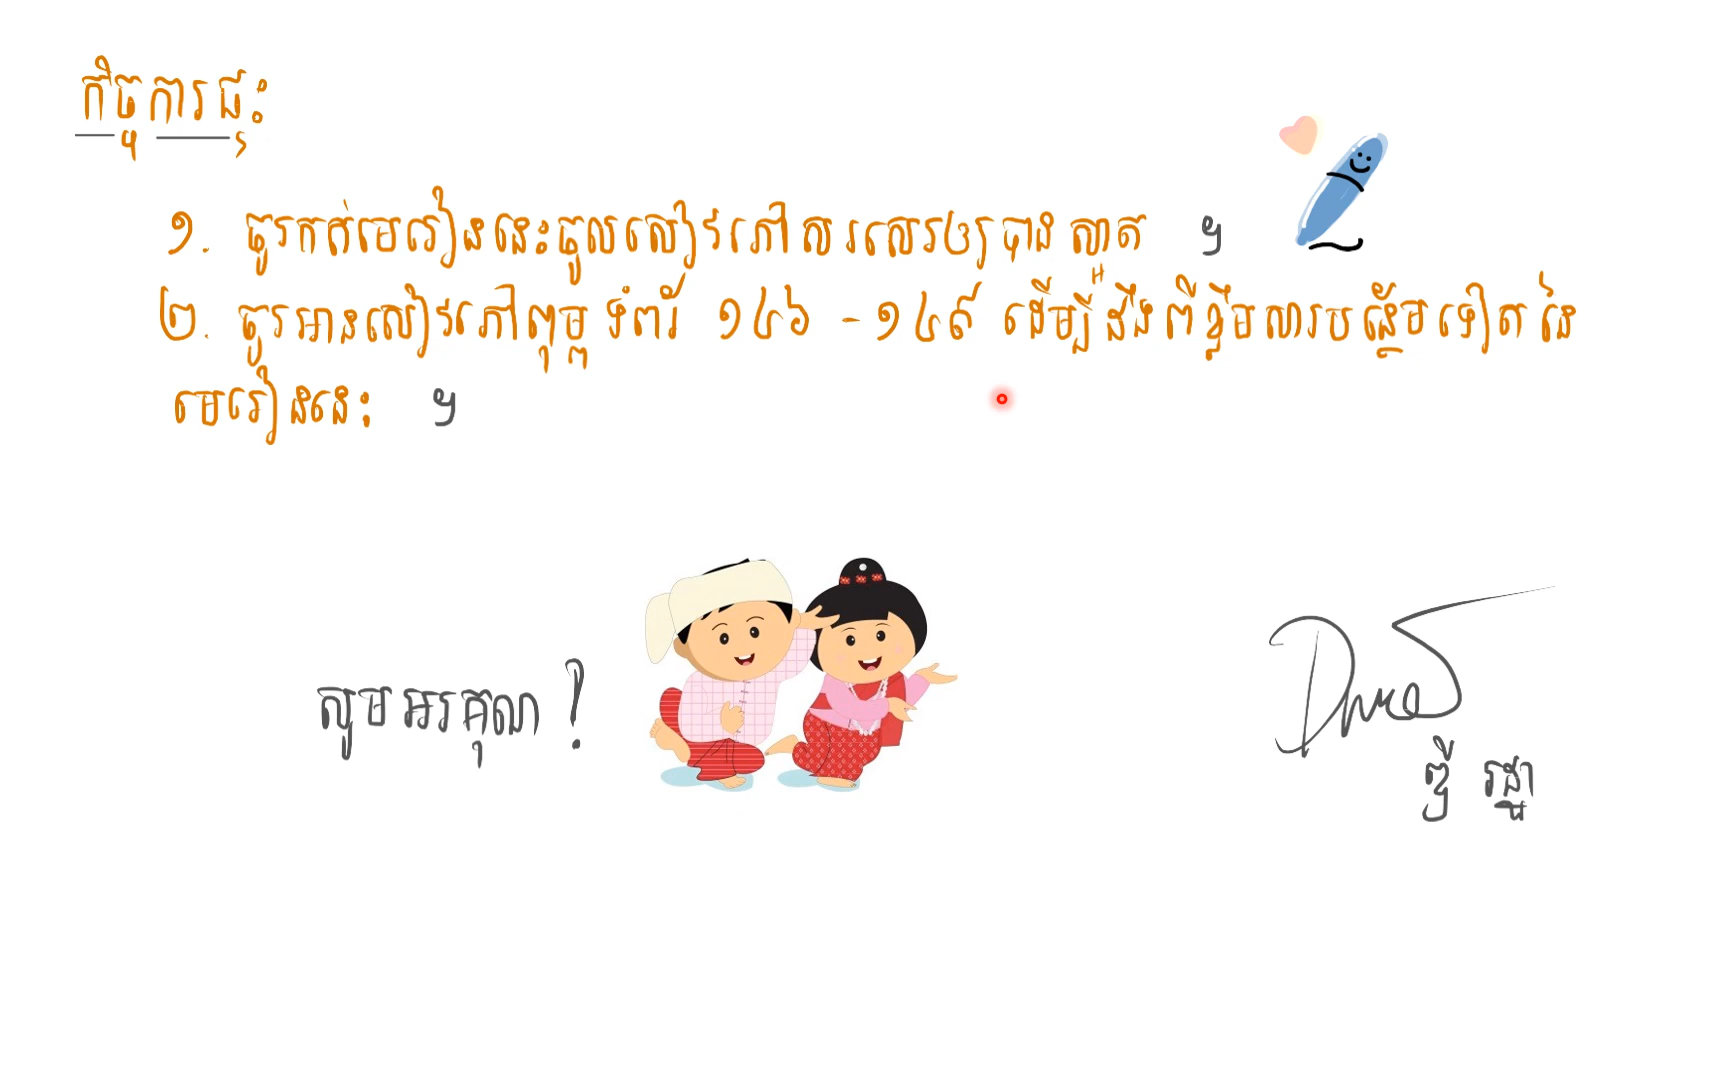 កិច្ចការផ្ទះ
១. ចូរកត់មេរៀននេះចូលសៀវភៅសរសេរឲ្យបានស្អាត ។
២. ចូរអានសៀវភៅពុម្ព ទំព័រ ១៤៦ - ១៤៩ ដើម្បីដឹងពីខ្លឹមសារបន្ថែមទៀតនៃ
មេរៀននេះ ។
សូមអរគុណ !
ឌី រដ្ឋា